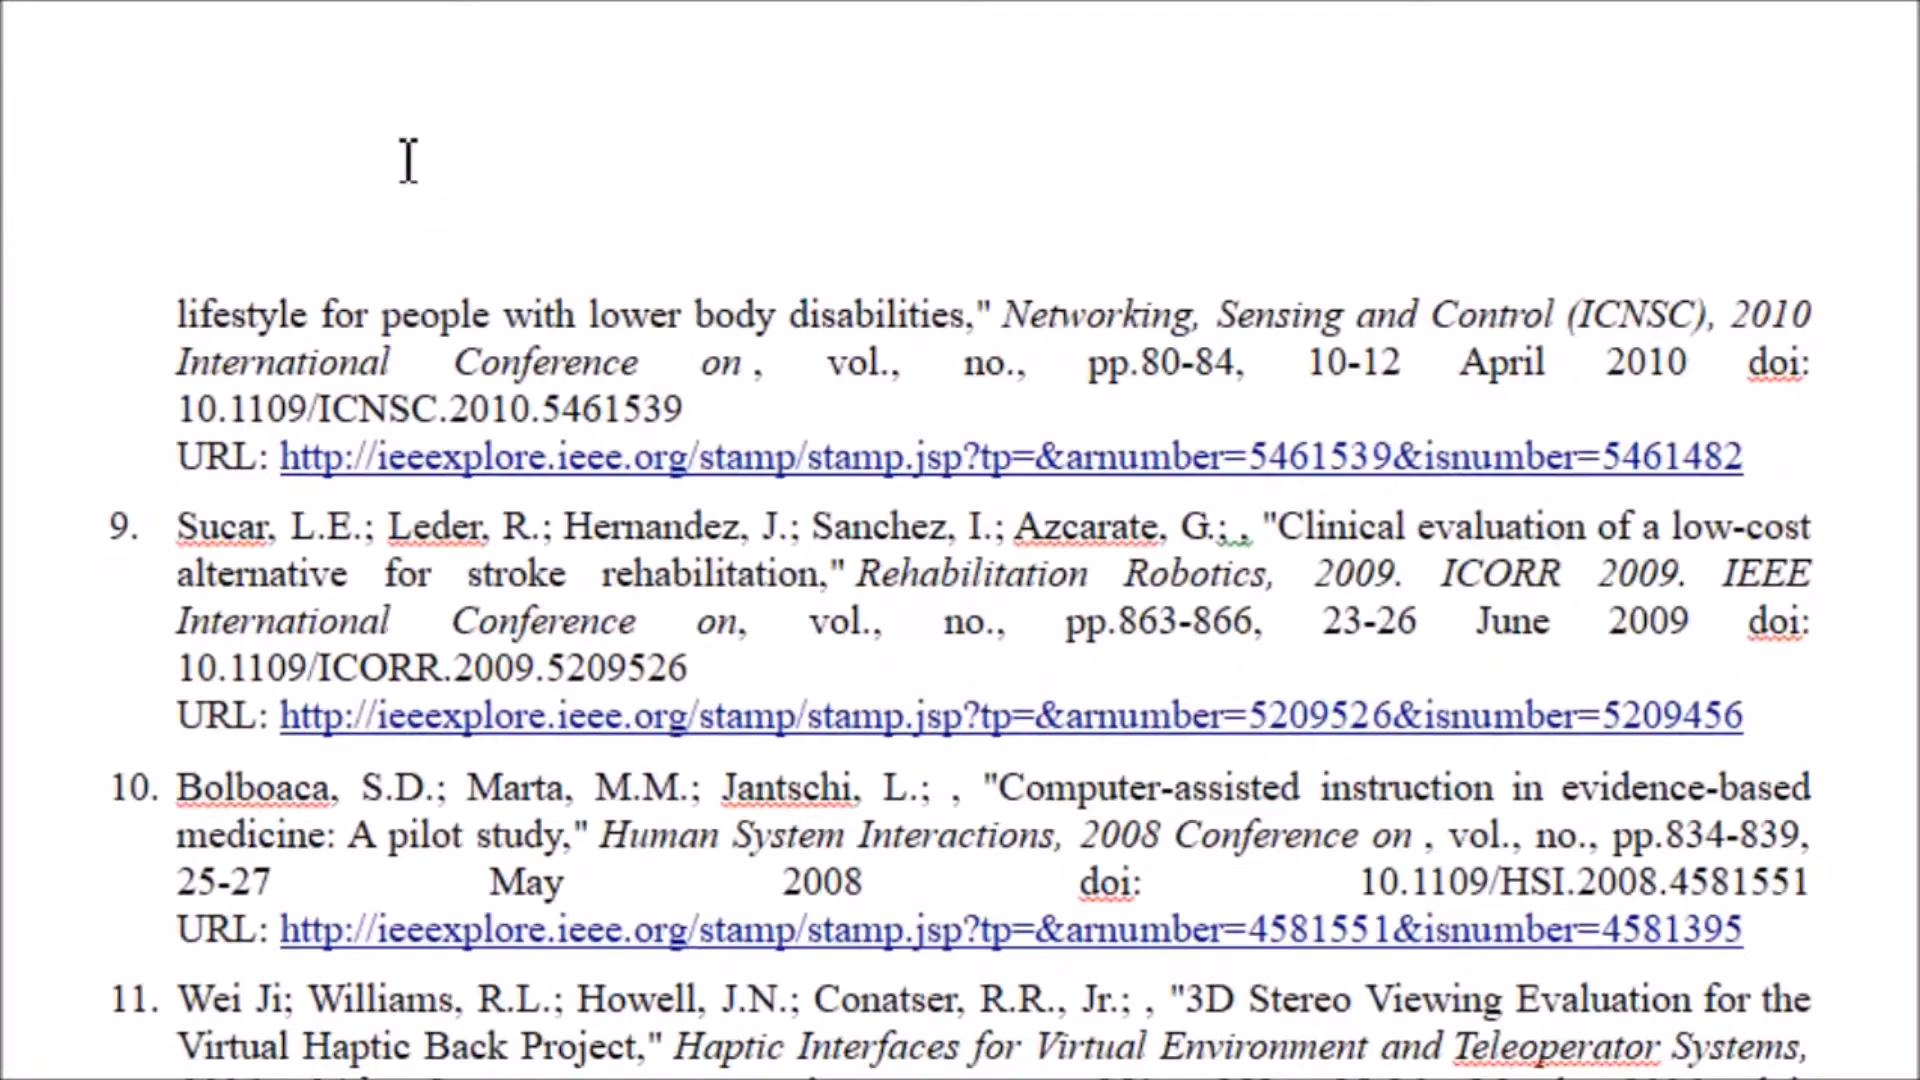 lifestyle for people with lower body disabilities," Networking, Sensing and Control (ICNSC), 2010
International Conference on , vol., no., pp.80-84, 10-12 April 2010 doi:
10.1109/ICNSC.2010.5461539
URL: http://ieeexplore.ieee.org/stamp/stamp.jsp?tp=&arnumber=5461539&isnumber=5461482
9. Sucar, L.E.; Leder, R.; Hernandez, J.; Sanchez, I.; Azcarate, G.; , "Clinical evaluation of a low-cost
alternative for stroke rehabilitation," Rehabilitation Robotics, 2009. ICORR 2009. IEEE
International Conference on, vol., no., pp.863-866, 23-26 June 2009 doi:
10.1109/ICORR.2009.5209526
URL: http://ieeexplore.ieee.org/stamp/stamp.jsp?tp=&arnumber=5209526&isnumber=5209456
10. Bolboaca, S.D.; Marta, M.M.; Jantschi, L.; , "Computer-assisted instruction in evidence-based
medicine: A pilot study," Human System Interactions, 2008 Conference on , vol., no., pp.834-839,
25-27 May 2008 doi: 10.1109/HSI.2008.4581551
URL: http://ieeexplore.ieee.org/stamp/stamp.jsp?tp=&arnumber=4581551&isnumber=4581395
11. Wei Ji; Williams, R.L.; Howell, J.N.; Conatser, R.R., Jr.; , "3D Stereo Viewing Evaluation for the
Virtual Haptic Back Project," Haptic Interfaces for Virtual Environment and Teleoperator Systems,